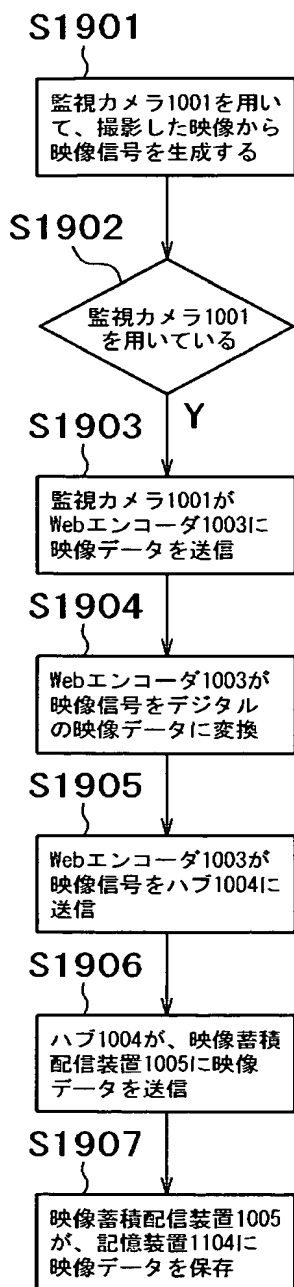 S1901
監視カメラ1001を用い
て、撮影した映像から
映像信号を生成する
S1902
監視カメラ1001
を用いている
Y
S1903
監視カメラ1001が
Webエンコーダ1003に
映像データを送信
S1904
Webエンコーダ1003が
映像信号をデジタル
の映像データに変換
S1905
Webエンコーダ1003が
映像信号をハブ1004に
送信
S1906
ハブ1004が、映像蓄積
配信装置1005に映像
データを送信
S1907
映像蓄積配信装置1005
が、記憶装置1104に
映像データを保存